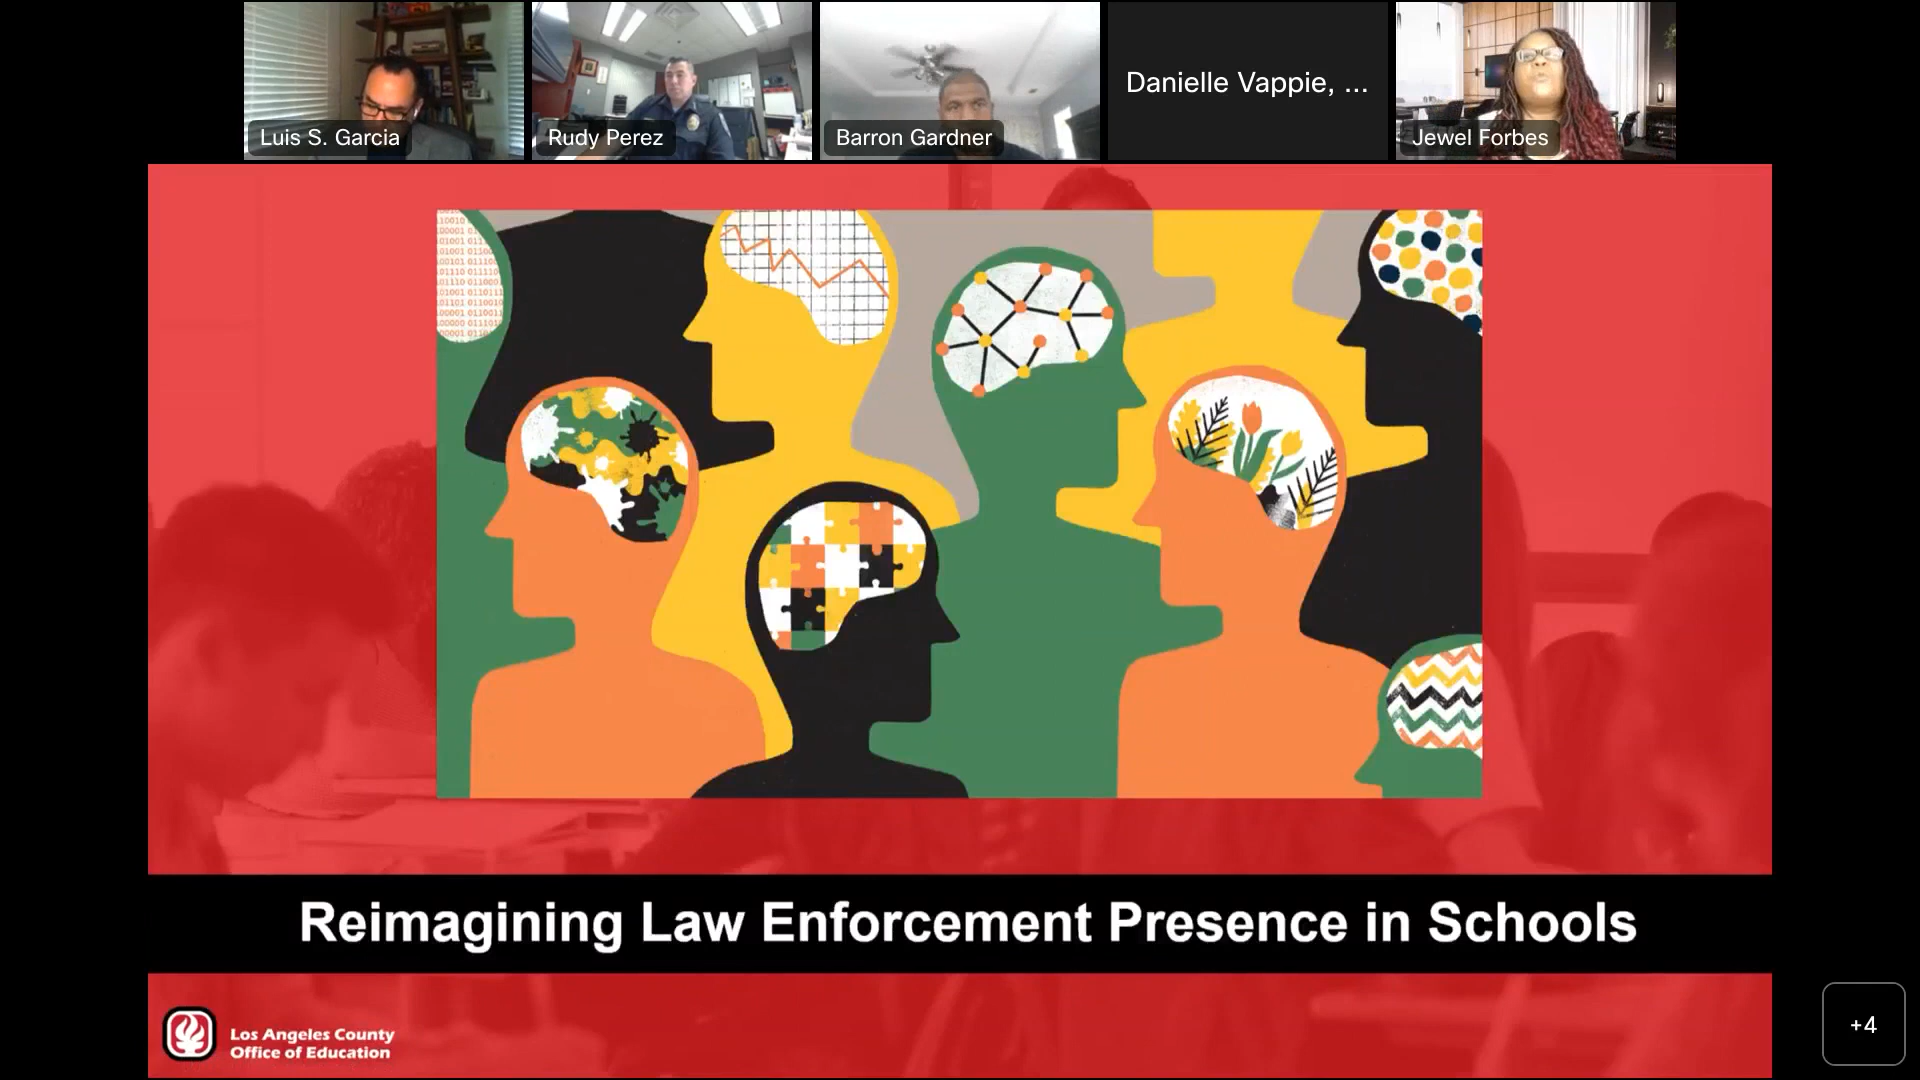 Luis S. Garcia
Rudy Perez
Barron Gardner
Danielle Vappie, ...
Jewel Forbes
Reimagining Law Enforcement Presence in Schools
Los Angeles County
Office of Education
+4